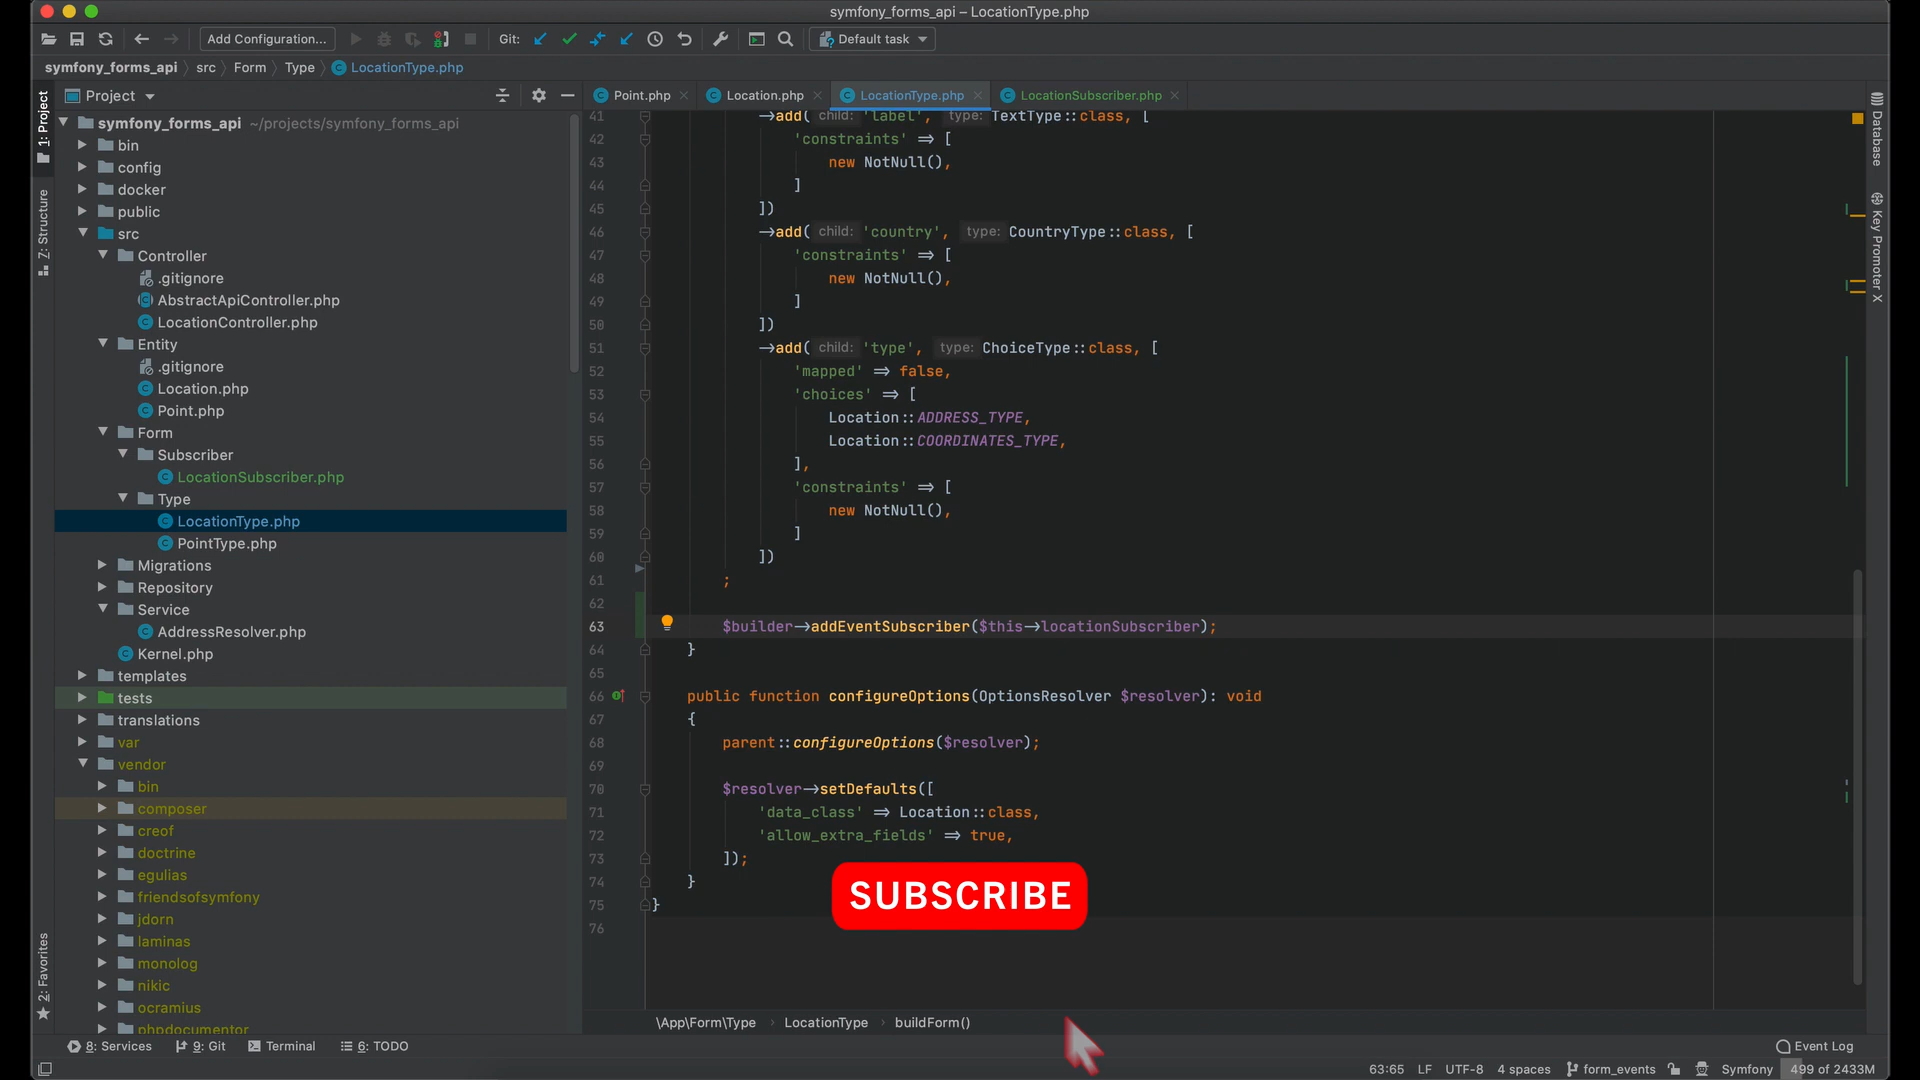 symfony_forms_api – LocationType.php
Add Configuration...
Git:
Default task
symfony_forms_api 〉 src 〉 Form 〉 Type 〉 LocationType.php
Project
Point.php
Location.php
LocationType.php
LocationSubscriber.php
1: Project
Z: Structure
2: Favorites
Database
Key Promoter X
symfony_forms_api ~/projects/symfony_forms_api
bin
config
docker
public
src
Controller
.gitignore
AbstractApiController.php
LocationController.php
Entity
.gitignore
Location.php
Point.php
Form
Subscriber
LocationSubscriber.php
Type
LocationType.php
PointType.php
Migrations
Repository
Service
AddressResolver.php
Kernel.php
templates
tests
translations
var
vendor
bin
composer
creof
doctrine
egulias
friendsofsymfony
jdorn
laminas
monolog
nikic
ocramius
phpdocumentor
41 ->add( child: 'label', type: TextType::class, [
42 'constraints' => [
43 new NotNull(),
44 ]
45 ])
46 ->add( child: 'country', type: CountryType::class, [
47 'constraints' => [
48 new NotNull(),
49 ]
50 ])
51 ->add( child: 'type', type: ChoiceType::class, [
52 'mapped' => false,
53 'choices' => [
54 Location::ADDRESS_TYPE,
55 Location::COORDINATES_TYPE,
56 ],
57 'constraints' => [
58 new NotNull(),
59 ]
60 ])
61 ;
62
63 $builder->addEventSubscriber($this->locationSubscriber);
64 }
65
66 public function configureOptions(OptionsResolver $resolver): void
67 {
68 parent::configureOptions($resolver);
69
70 $resolver->setDefaults([
71 'data_class' => Location::class,
72 'allow_extra_fields' => true,
73 ]);
74 }
75 }
76
SUBSCRIBE
\App\Form\Type › LocationType › buildForm()
8: Services
9: Git
Terminal
6: TODO
Event Log
63:65 LF UTF-8 4 spaces form_events Symfony 499 of 2433M